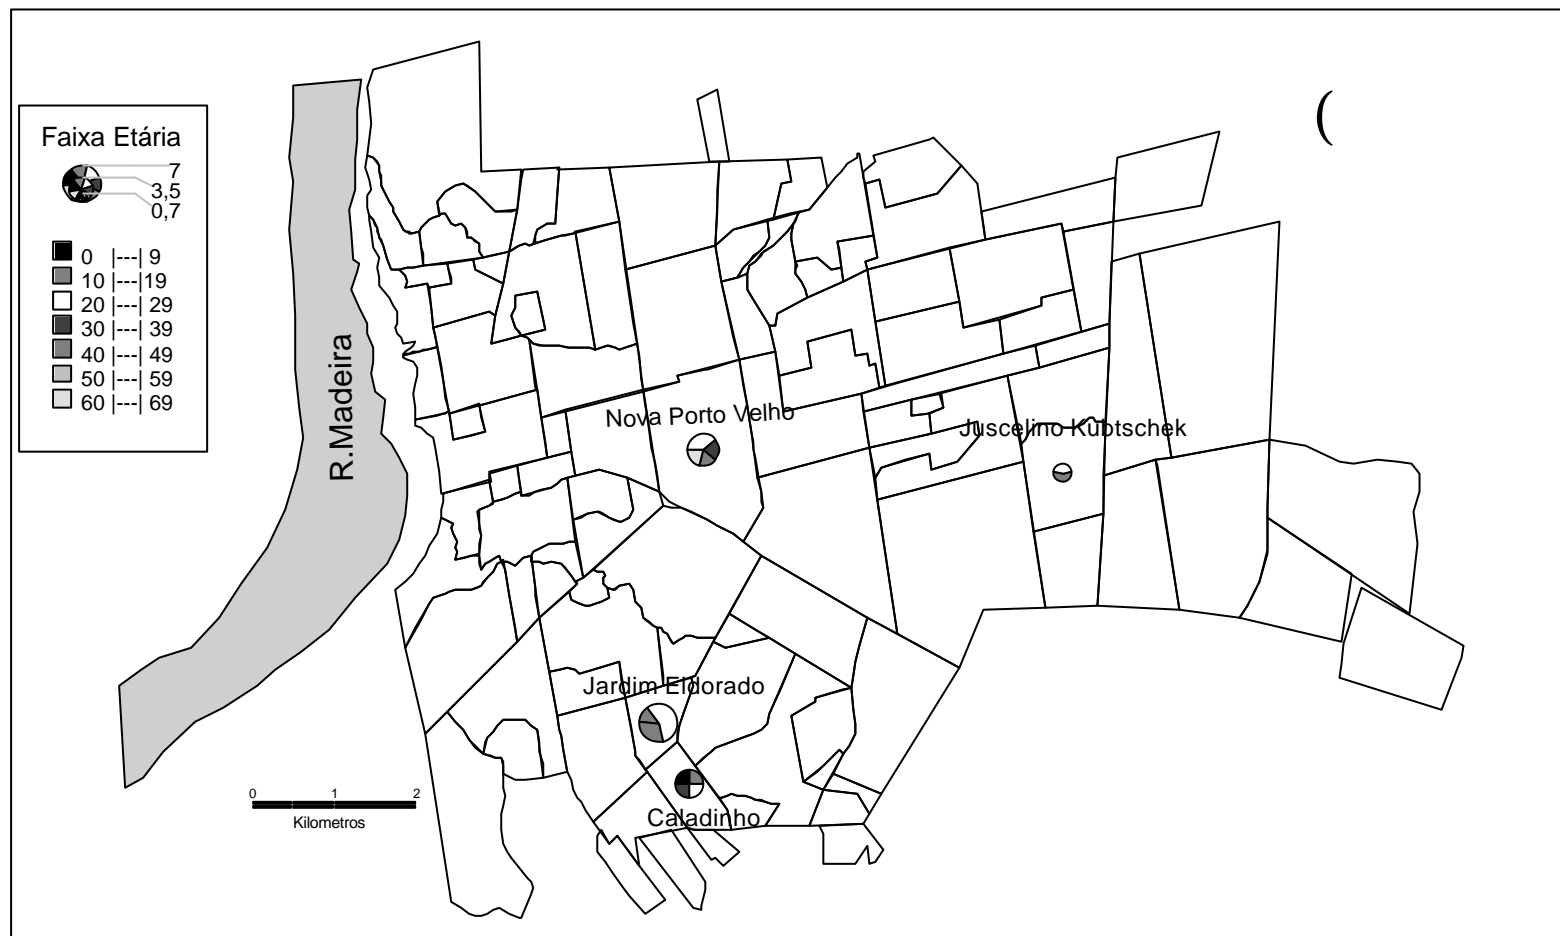 (
Faixa Etária
7
3,5
0,7
0 |---| 9
10 |---|19
20 |---| 29
30 |---| 39
40 |---| 49
50 |---| 59
60 |---| 69
R.Madeira
Nova Porto Velho
Juscelino Kubtschek
Jardim Eldorado
Caladinho
0 1 2
Kilometros